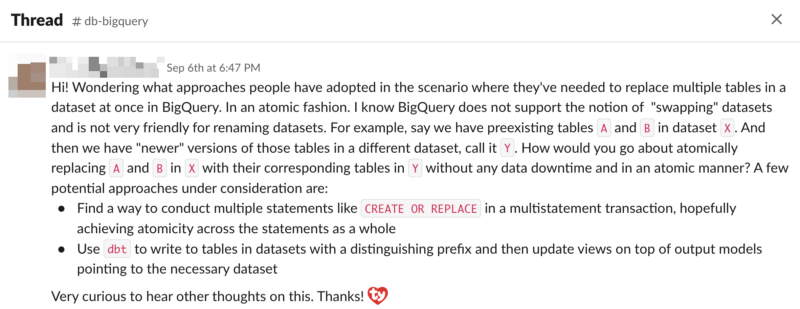 Thread # db-bigquery
Sep 6th at 6:47 PM
Hi! Wondering what approaches people have adopted in the scenario where they've needed to replace multiple tables in a
dataset at once in BigQuery. In an atomic fashion. I know BigQuery does not support the notion of "swapping" datasets
and is not very friendly for renaming datasets. For example, say we have preexisting tables A and B in dataset X. And
then we have "newer" versions of those tables in a different dataset, call it Y. How would you go about atomically
replacing A and B in X with their corresponding tables in Y without any data downtime and in an atomic manner? A few
potential approaches under consideration are:
● Find a way to conduct multiple statements like CREATE OR REPLACE in a multistatement transaction, hopefully
achieving atomicity across the statements as a whole
● Use dbt to write to tables in datasets with a distinguishing prefix and then update views on top of output models
pointing to the necessary dataset
Very curious to hear other thoughts on this. Thanks! ty